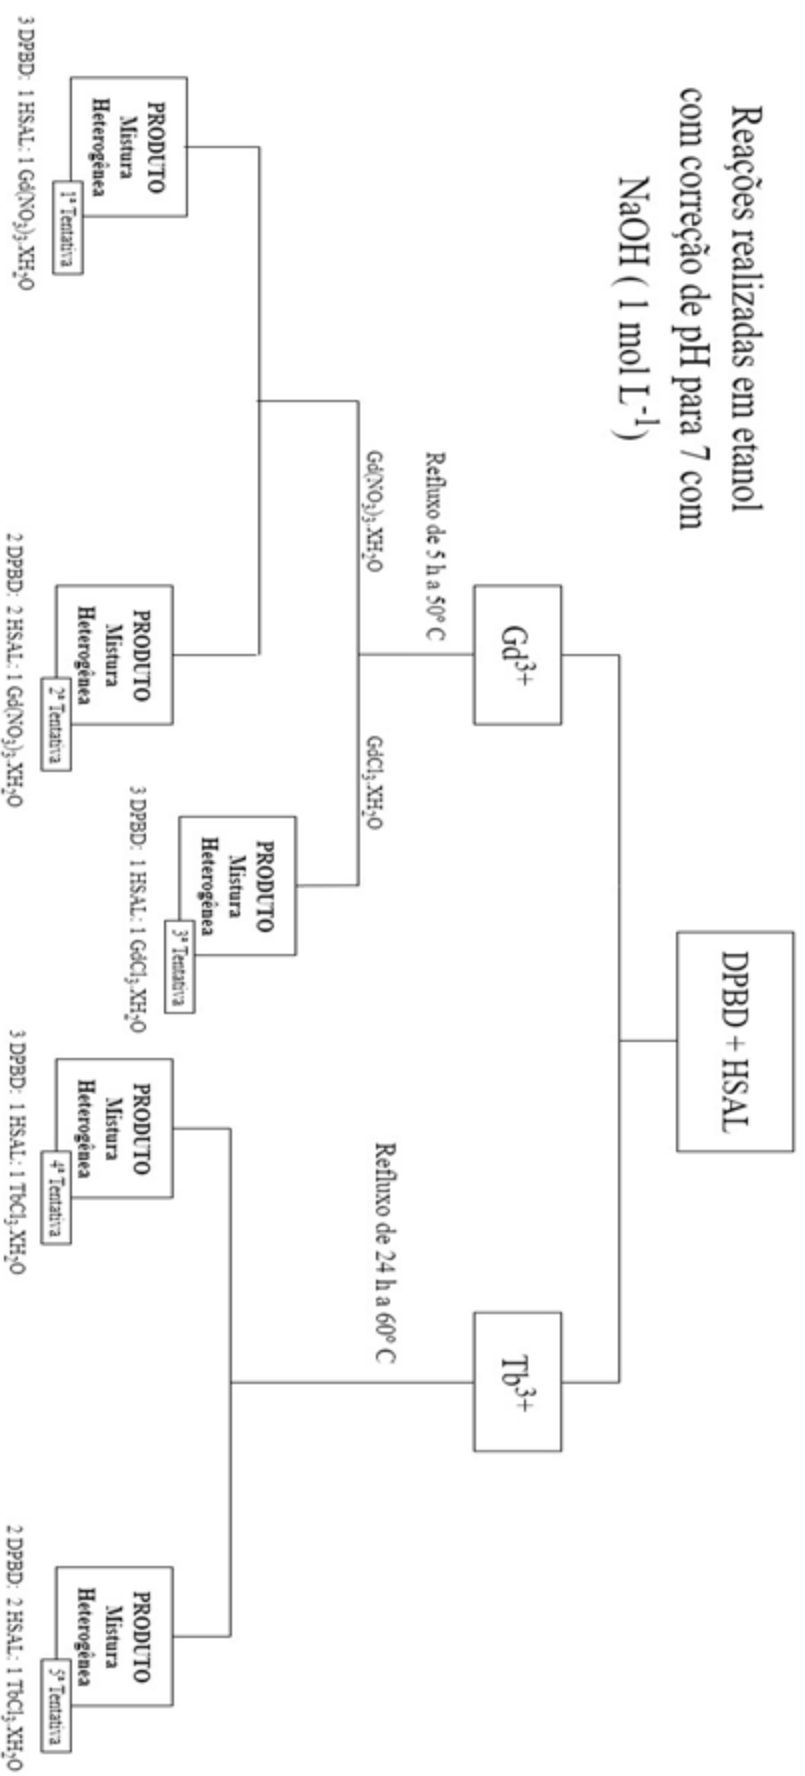 Reações realizadas em etanol
com correção de pH para 7 com
NaOH ( 1 mol L⁻¹)
DPBD + HSAL
Gd³⁺
Tb³⁺
Refluxo de 5 h a 50º C
Refluxo de 24 h a 60º C
Gd(NO₃)₃.XH₂O
GdCl₃.XH₂O
PRODUTO
Mistura
Heterogênea
1ª Tentativa
3 DPBD: 1 HSAL: 1 Gd(NO₃)₃.XH₂O
PRODUTO
Mistura
Heterogênea
2ª Tentativa
2 DPBD: 2 HSAL: 1 Gd(NO₃)₃.XH₂O
PRODUTO
Mistura
Heterogênea
3ª Tentativa
3 DPBD: 1 HSAL: 1 GdCl₃.XH₂O
PRODUTO
Mistura
Heterogênea
4ª Tentativa
3 DPBD: 1 HSAL: 1 TbCl₃.XH₂O
PRODUTO
Mistura
Heterogênea
5ª Tentativa
2 DPBD: 2 HSAL: 1 TbCl₃.XH₂O